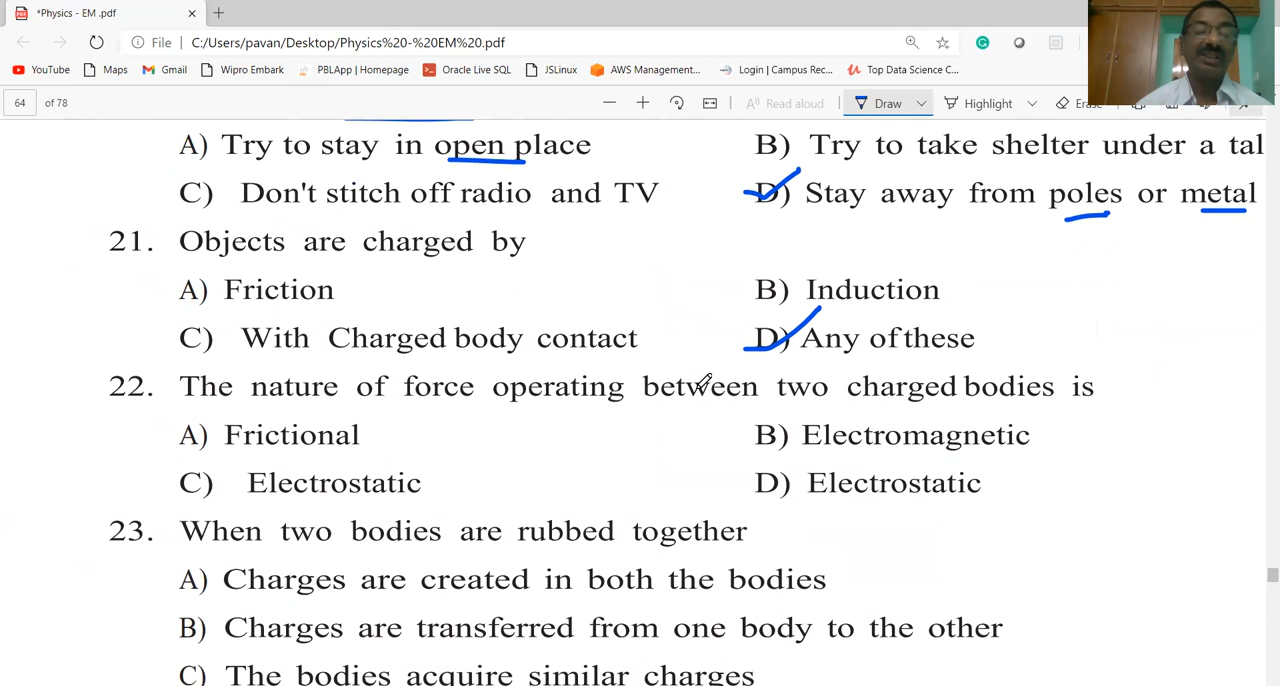 *Physics - EM .pdf
File | C:/Users/pavan/Desktop/Physics%20-%20EM%20.pdf
YouTube Maps Gmail Wipro Embark PBLApp | Homepage Oracle Live SQL JSLinux AWS Management... Login | Campus Rec... Top Data Science C...
64 of 78 Read aloud Draw Highlight
A) Try to stay in open place B) Try to take shelter under a tal
C) Don't stitch off radio and TV D) Stay away from poles or metal
21. Objects are charged by
A) Friction B) Induction
C) With Charged body contact D) Any of these
22. The nature of force operating between two charged bodies is
A) Frictional B) Electromagnetic
C) Electrostatic D) Electrostatic
23. When two bodies are rubbed together
A) Charges are created in both the bodies
B) Charges are transferred from one body to the other
C) The bodies acquire similar charges